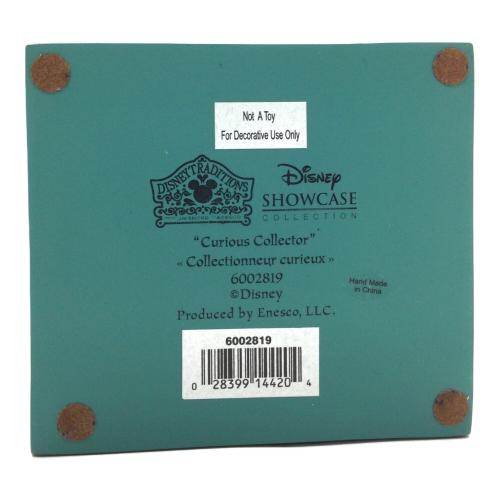 Not A Toy
For Decorative Use Only
DISNEY TRADITIONS
Disney
SHOWCASE
COLLECTION
"Curious Collector"
« Collectionneur curieux »
6002819
©Disney
Produced by Enesco, LLC.
Hand Made
in China
6002819
0 28399 14420 4